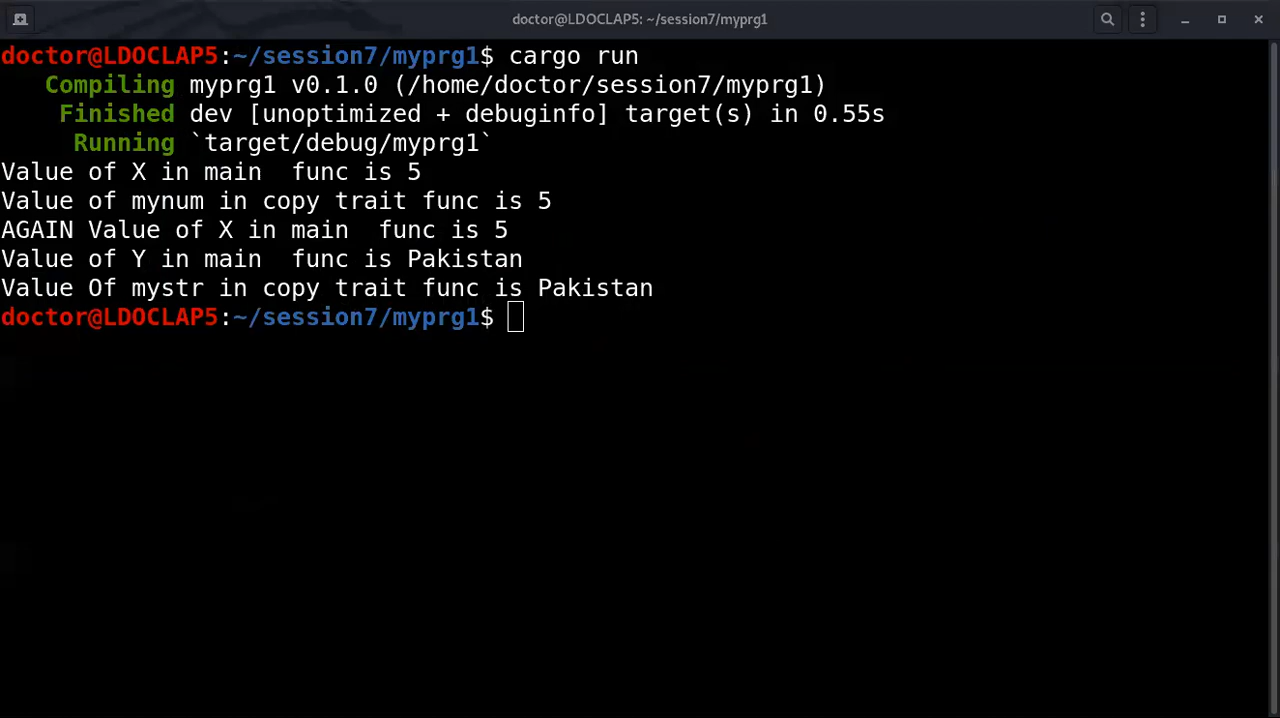 doctor@LDOCLAP5: ~/session7/myprg1
doctor@LDOCLAP5:~/session7/myprg1$ cargo run
   Compiling myprg1 v0.1.0 (/home/doctor/session7/myprg1)
    Finished dev [unoptimized + debuginfo] target(s) in 0.55s
     Running `target/debug/myprg1`
Value of X in main  func is 5
Value of mynum in copy trait func is 5
AGAIN Value of X in main  func is 5
Value of Y in main  func is Pakistan
Value Of mystr in copy trait func is Pakistan
doctor@LDOCLAP5:~/session7/myprg1$